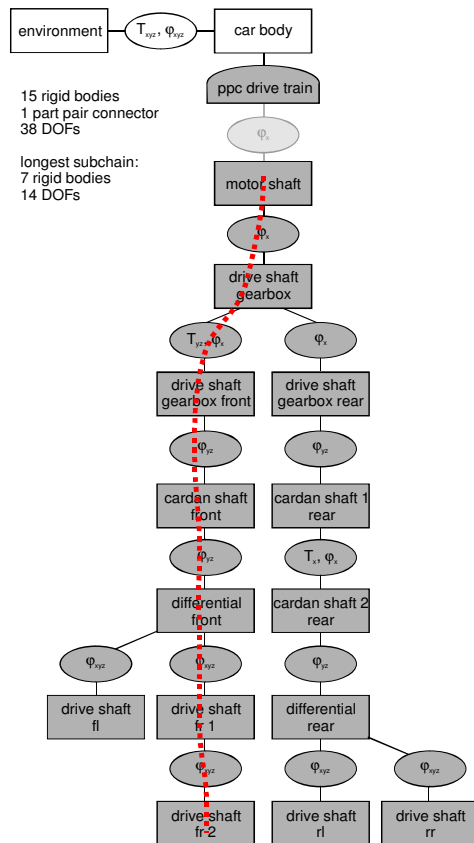 environment
T_xyz, φ_xyz
car body
ppc drive train
15 rigid bodies
1 part pair connector
38 DOFs
longest subchain:
7 rigid bodies
14 DOFs
φ_x
motor shaft
φ_x
drive shaft
gearbox
T_yz, φ_x
φ_x
drive shaft
gearbox front
drive shaft
gearbox rear
φ_yz
φ_yz
cardan shaft
front
cardan shaft 1
rear
φ_yz
T_x, φ_x
differential
front
cardan shaft 2
rear
φ_xyz
φ_xyz
φ_yz
drive shaft
fl
drive shaft
fr 1
differential
rear
φ_xyz
φ_xyz
φ_xyz
drive shaft
fr 2
drive shaft
rl
drive shaft
rr